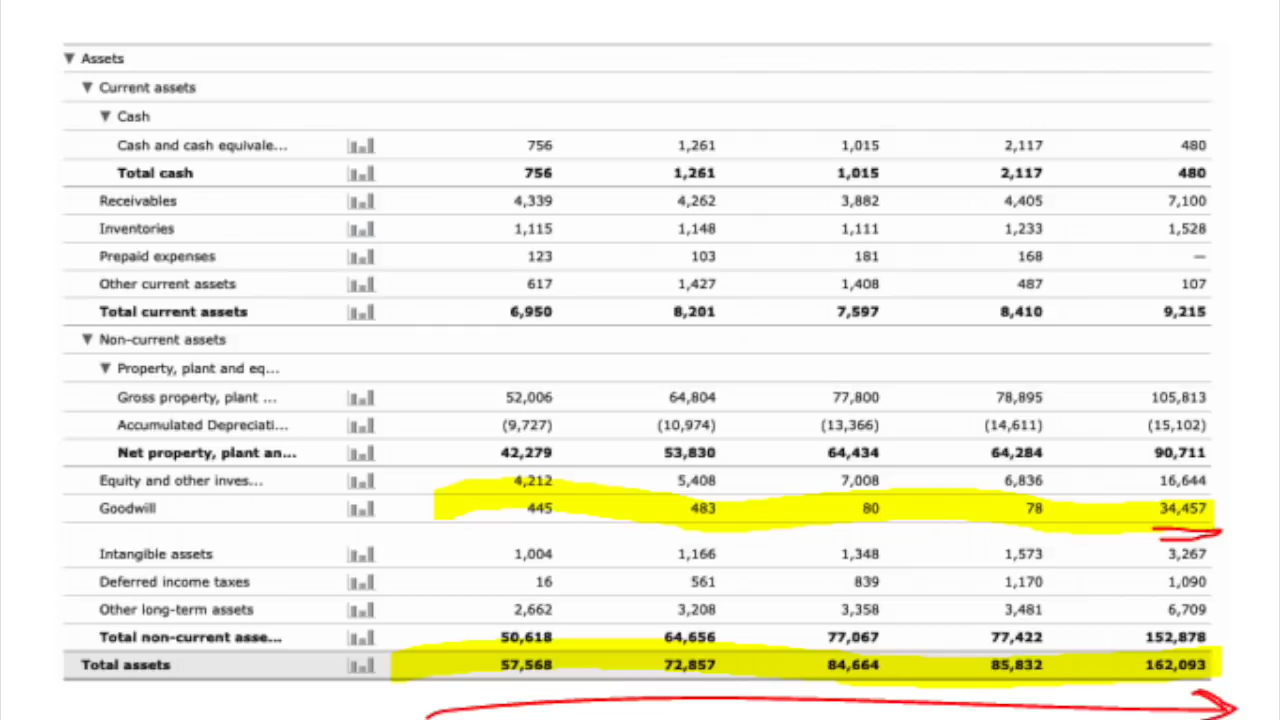 ▼ Assets
▼ Current assets
▼ Cash
Cash and cash equivale... 756 1,261 1,015 2,117 480
Total cash 756 1,261 1,015 2,117 480
Receivables 4,339 4,262 3,882 4,405 7,100
Inventories 1,115 1,148 1,111 1,233 1,528
Prepaid expenses 123 103 181 168 —
Other current assets 617 1,427 1,408 487 107
Total current assets 6,950 8,201 7,597 8,410 9,215
▼ Non-current assets
▼ Property, plant and eq...
Gross property, plant ... 52,006 64,804 77,800 78,895 105,813
Accumulated Depreciati... (9,727) (10,974) (13,366) (14,611) (15,102)
Net property, plant an... 42,279 53,830 64,434 64,284 90,711
Equity and other inves... 4,212 5,408 7,008 6,836 16,644
Goodwill 445 483 80 78 34,457
Intangible assets 1,004 1,166 1,348 1,573 3,267
Deferred income taxes 16 561 839 1,170 1,090
Other long-term assets 2,662 3,208 3,358 3,481 6,709
Total non-current asse... 50,618 64,656 77,067 77,422 152,878
Total assets 57,568 72,857 84,664 85,832 162,093